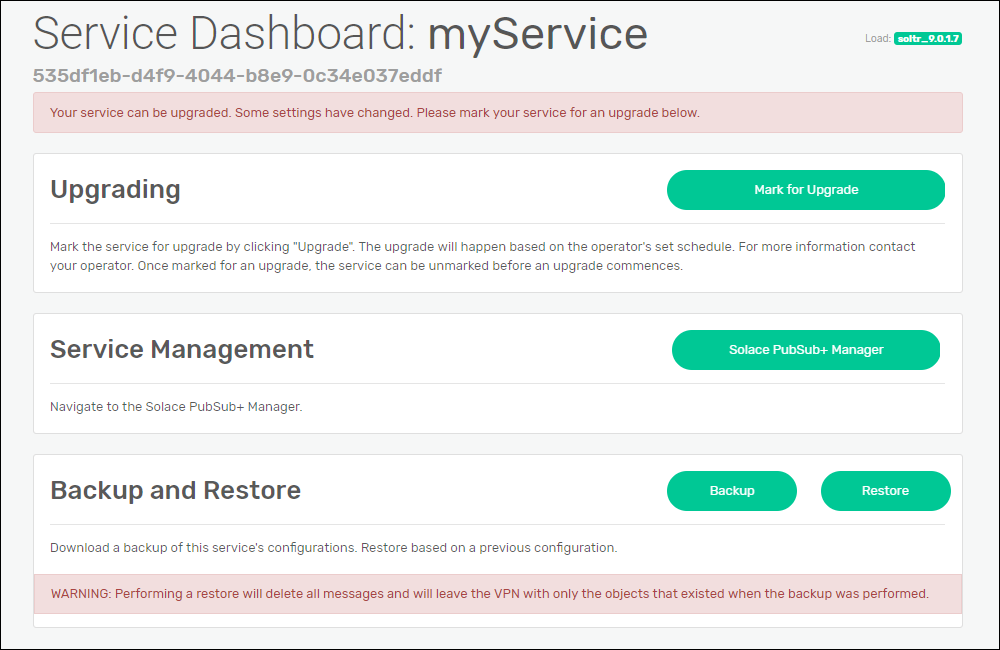 Service Dashboard: myService
Load: soltr_9.0.1.7
535df1eb-d4f9-4044-b8e9-0c34e037eddf
Your service can be upgraded. Some settings have changed. Please mark your service for an upgrade below.
Upgrading
Mark for Upgrade
Mark the service for upgrade by clicking "Upgrade". The upgrade will happen based on the operator's set schedule. For more information contact
your operator. Once marked for an upgrade, the service can be unmarked before an upgrade commences.
Service Management
Solace PubSub+ Manager
Navigate to the Solace PubSub+ Manager.
Backup and Restore
Backup
Restore
Download a backup of this service's configurations. Restore based on a previous configuration.
WARNING: Performing a restore will delete all messages and will leave the VPN with only the objects that existed when the backup was performed.